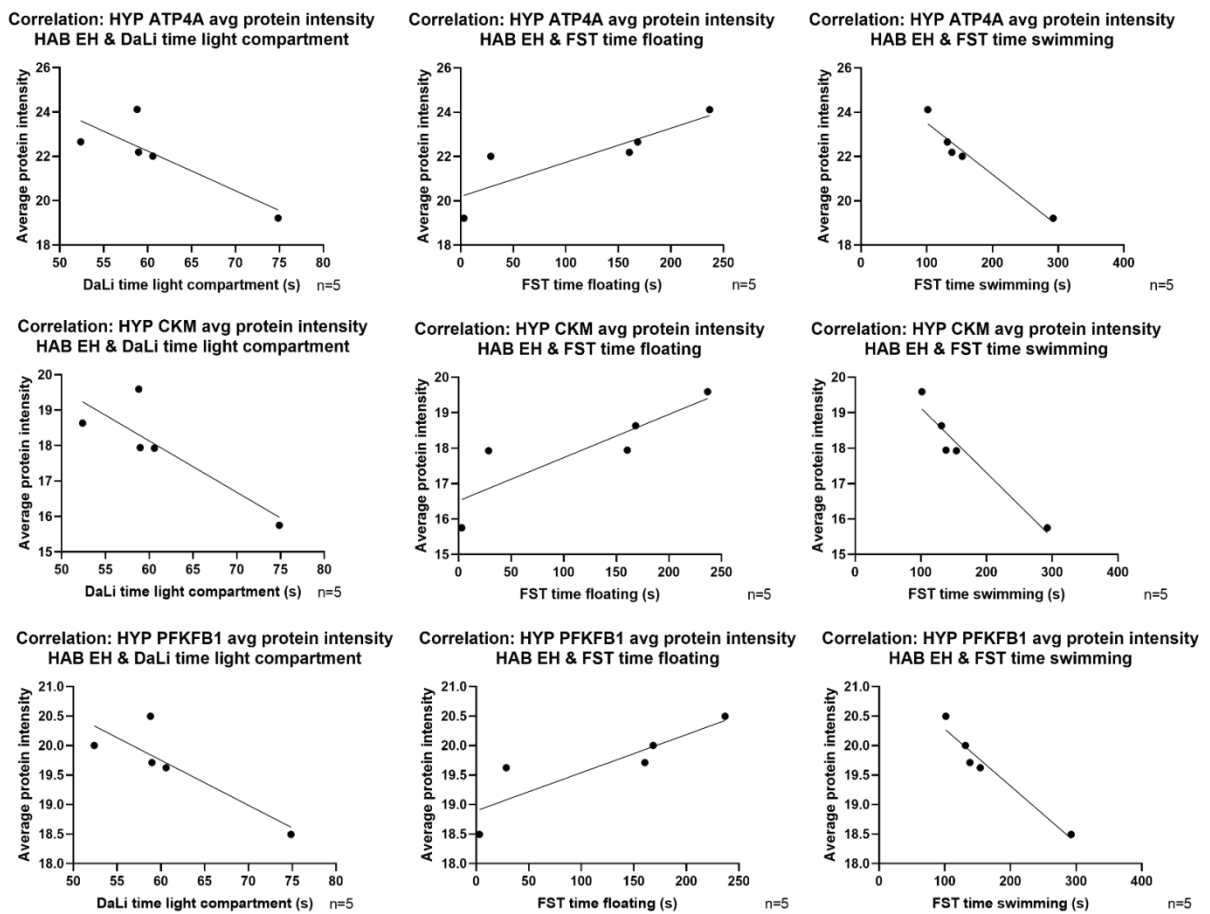 Correlation: HYP ATP4A avg protein intensity
HAB EH & DaLi time light compartment
Average protein intensity
26
24
22
20
18
50 55 60 65 70 75 80
DaLi time light compartment (s) n=5
Correlation: HYP ATP4A avg protein intensity
HAB EH & FST time floating
Average protein intensity
26
24
22
20
18
0 50 100 150 200 250
FST time floating (s) n=5
Correlation: HYP ATP4A avg protein intensity
HAB EH & FST time swimming
Average protein intensity
26
24
22
20
18
0 100 200 300 400
FST time swimming (s) n=5
Correlation: HYP CKM avg protein intensity
HAB EH & DaLi time light compartment
Average protein intensity
20
19
18
17
16
15
50 55 60 65 70 75 80
DaLi time light compartment (s) n=5
Correlation: HYP CKM avg protein intensity
HAB EH & FST time floating
Average protein intensity
20
19
18
17
16
15
0 50 100 150 200 250
FST time floating (s) n=5
Correlation: HYP CKM avg protein intensity
HAB EH & FST time swimming
Average protein intensity
20
19
18
17
16
15
0 100 200 300 400
FST time swimming (s) n=5
Correlation: HYP PFKFB1 avg protein intensity
HAB EH & DaLi time light compartment
Average protein intensity
21.0
20.5
20.0
19.5
19.0
18.5
18.0
50 55 60 65 70 75 80
DaLi time light compartment (s) n=5
Correlation: HYP PFKFB1 avg protein intensity
HAB EH & FST time floating
Average protein intensity
21.0
20.5
20.0
19.5
19.0
18.5
18.0
0 50 100 150 200 250
FST time floating (s) n=5
Correlation: HYP PFKFB1 avg protein intensity
HAB EH & FST time swimming
Average protein intensity
21.0
20.5
20.0
19.5
19.0
18.5
18.0
0 100 200 300 400
FST time swimming (s) n=5